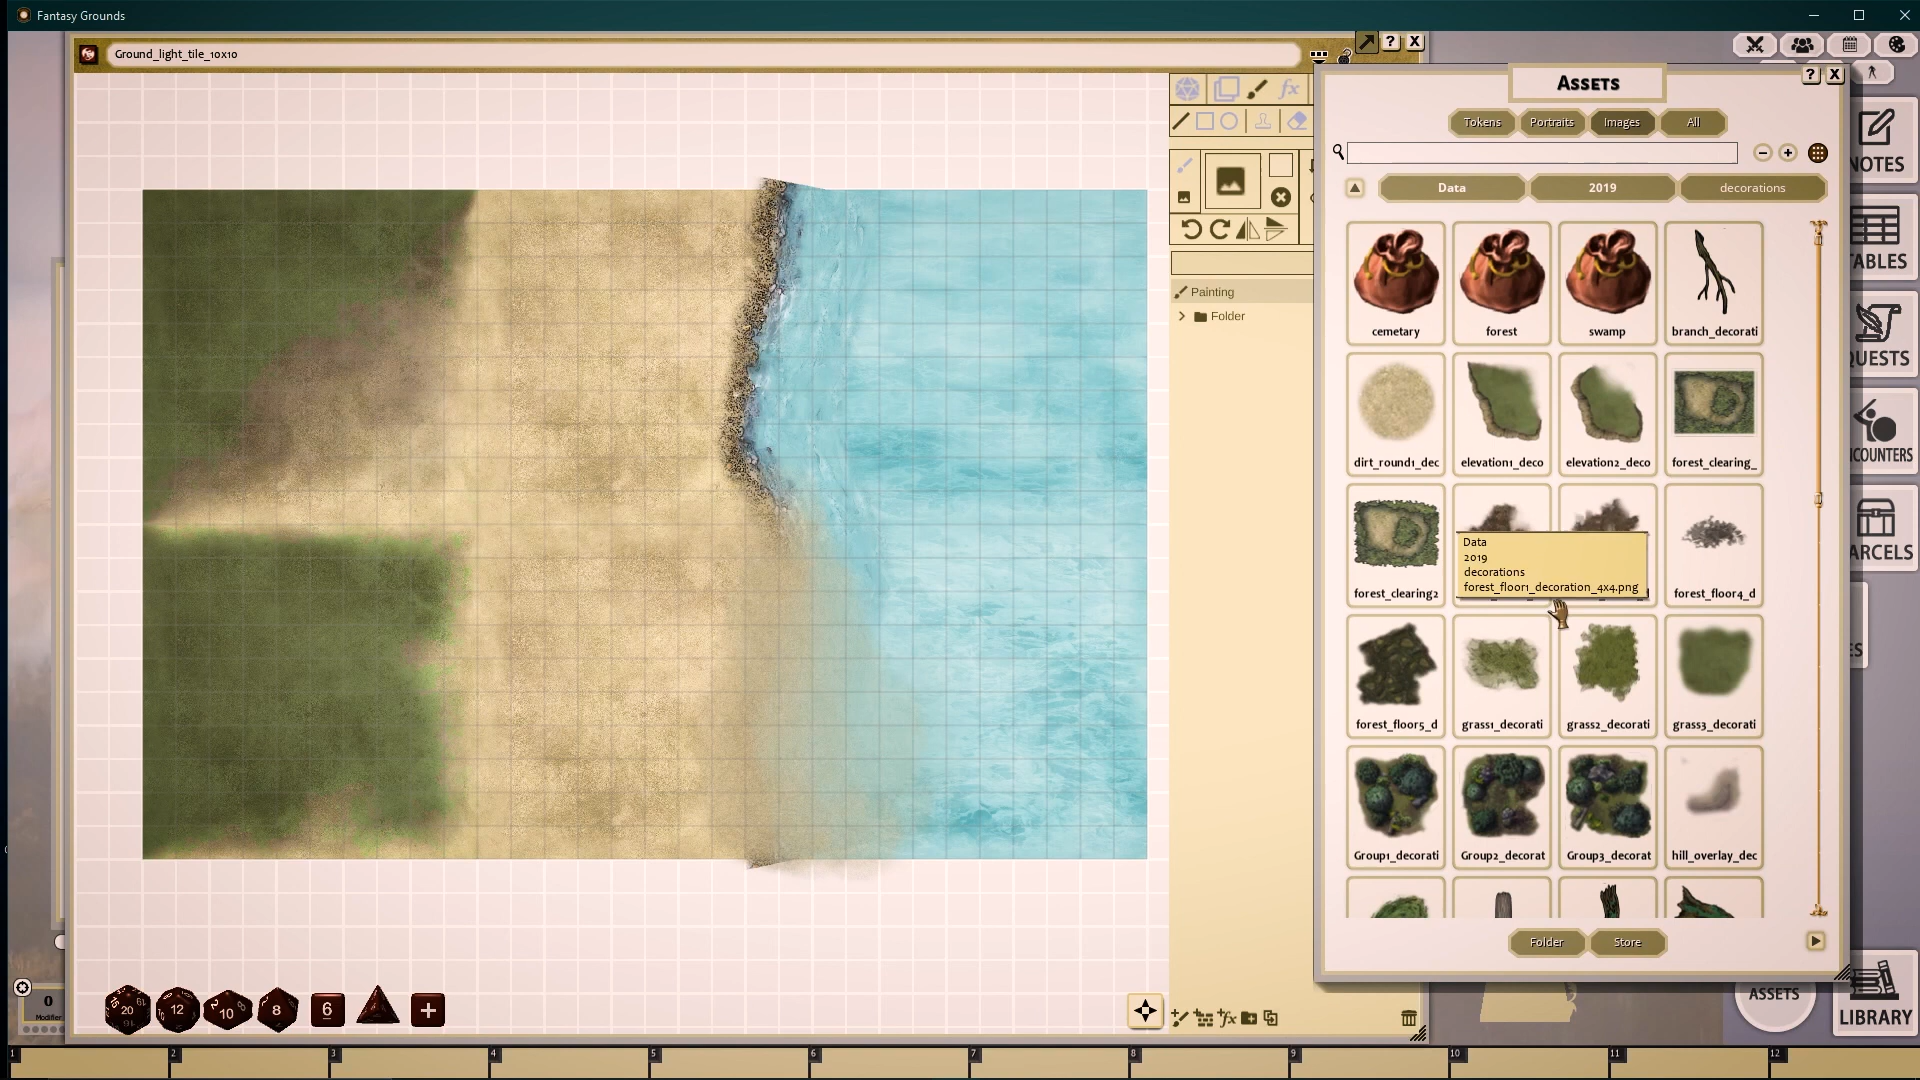 Fantasy Grounds
Ground_light_tile_10x10
?
X
fx
Painting
Folder
ASSETS
?
X
Tokens
Portraits
Images
All
Data
2019
decorations
cemetary
forest
swamp
branch_decorati
dirt_round1_dec
elevation1_deco
elevation2_deco
forest_clearing_
forest_clearing2
Data
2019
decorations
forest_floor1_decoration_4x4.png
forest_floor4_d
forest_floor5_d
grass1_decorati
grass2_decorati
grass3_decorati
Group1_decorati
Group2_decorat
Group3_decorat
hill_overlay_dec
Folder
Store
NOTES
TABLES
QUESTS
COUNTERS
ARCELS
ES
ASSETS
LIBRARY
0
Modifier
20
12
10
8
6
+
fx
1
2
3
4
5
6
7
8
9
10
11
12